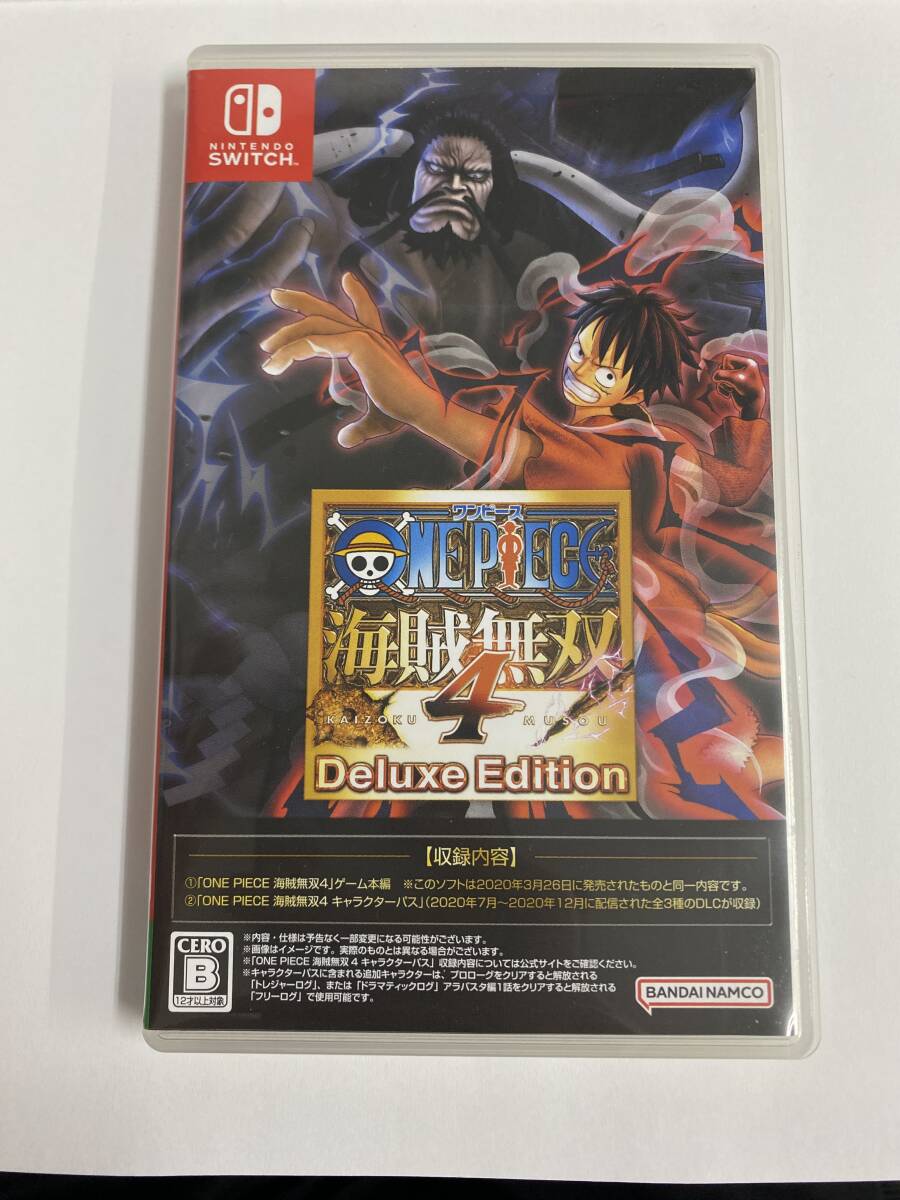 NINTENDO
SWITCH™
ワンピース
ONE PIECE
海賊無双
4
KAIZOKU MUSOU
Deluxe Edition
【収録内容】
①「ONE PIECE 海賊無双4」ゲーム本編 ※このソフトは2020年3月26日に発売されたものと同一内容です。
②「ONE PIECE 海賊無双4 キャラクターパス」(2020年7月～2020年12月に配信された全3種のDLCが収録)
CERO
B
12才以上対象
※内容・仕様は予告なく一部変更になる可能性がございます。
※画像はイメージです。実際のものとは異なる場合がございます。
※「ONE PIECE 海賊無双 4 キャラクターパス」収録内容については公式サイトをご確認ください。
※キャラクターパスに含まれる追加キャラクターは、プロローグをクリアすると解放される
「トレジャーログ」、または「ドラマティックログ」アラバスタ編1話をクリアすると解放される
「フリーログ」で使用可能です。
BANDAI NAMCO